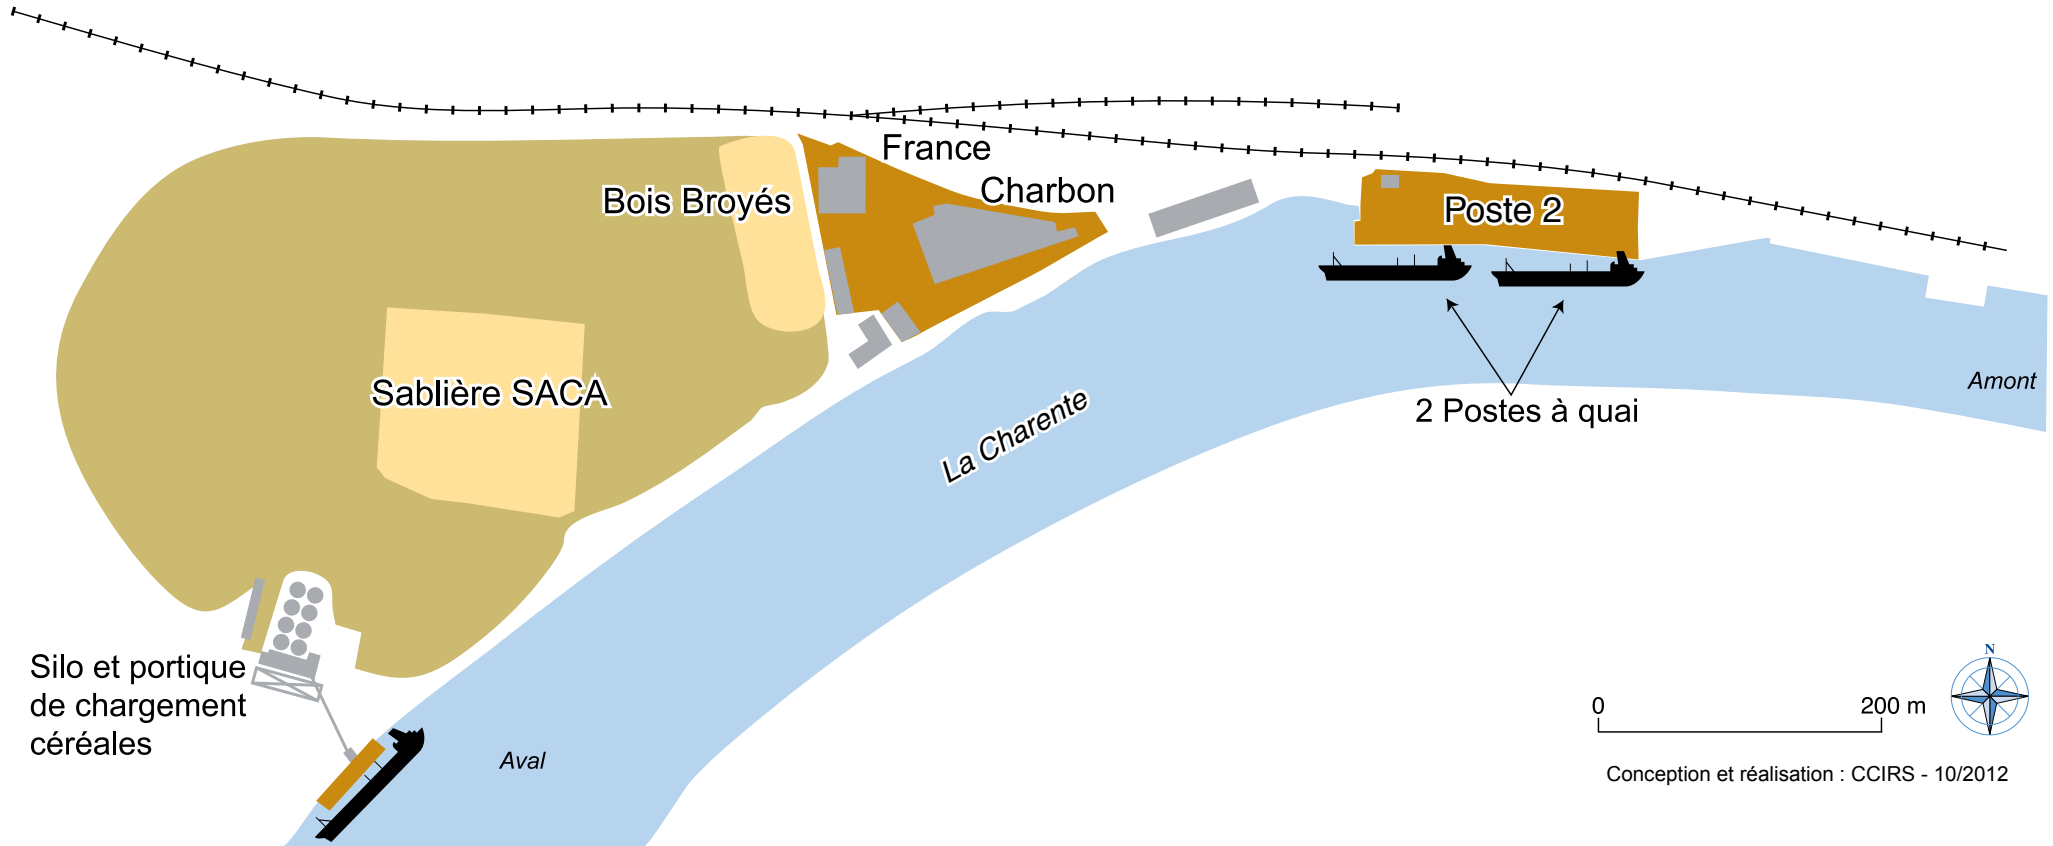 France
Charbon
Bois Broyés
Poste 2
Sablière SACA
La Charente
2 Postes à quai
Amont
Silo et portique
de chargement
céréales
Aval
N
0 200 m
Conception et réalisation : CCIRS - 10/2012